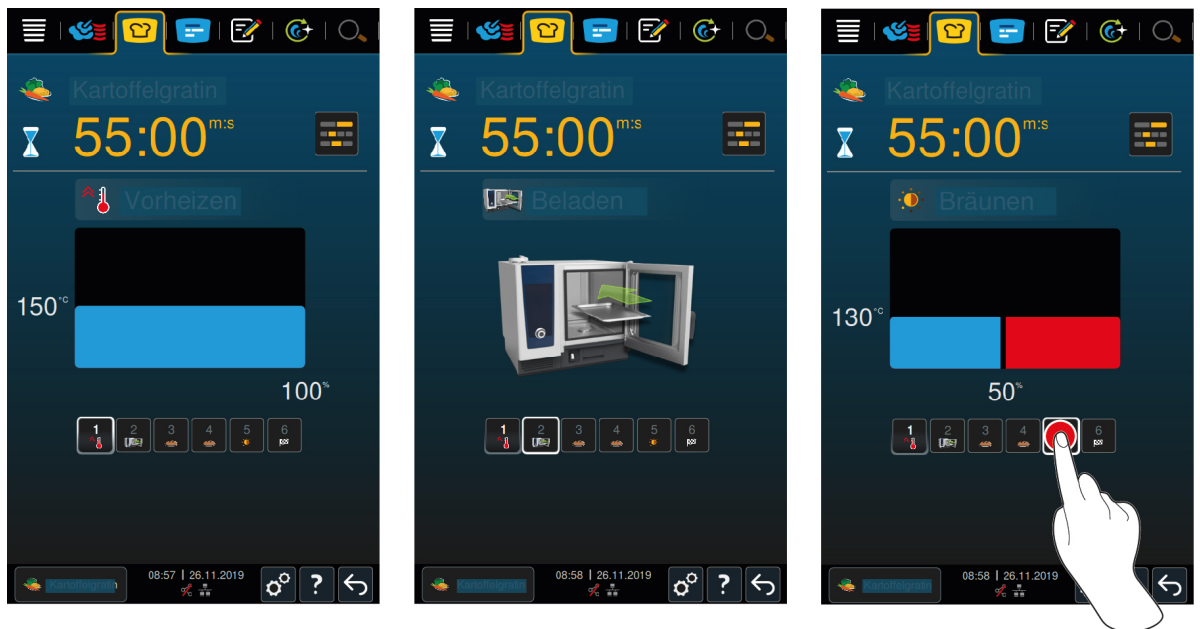 Kartoffelgratin
55:00 m:s
Vorheizen
150°C
100%
1 2 3 4 5 6
Kartoffelgratin
08:57 | 26.11.2019
?
Kartoffelgratin
55:00 m:s
Beladen
1 2 3 4 5 6
Kartoffelgratin
08:58 | 26.11.2019
?
Kartoffelgratin
55:00 m:s
Bräunen
130°C
50%
1 2 3 4 6
Kartoffelgratin
08:58 | 26.11.2019